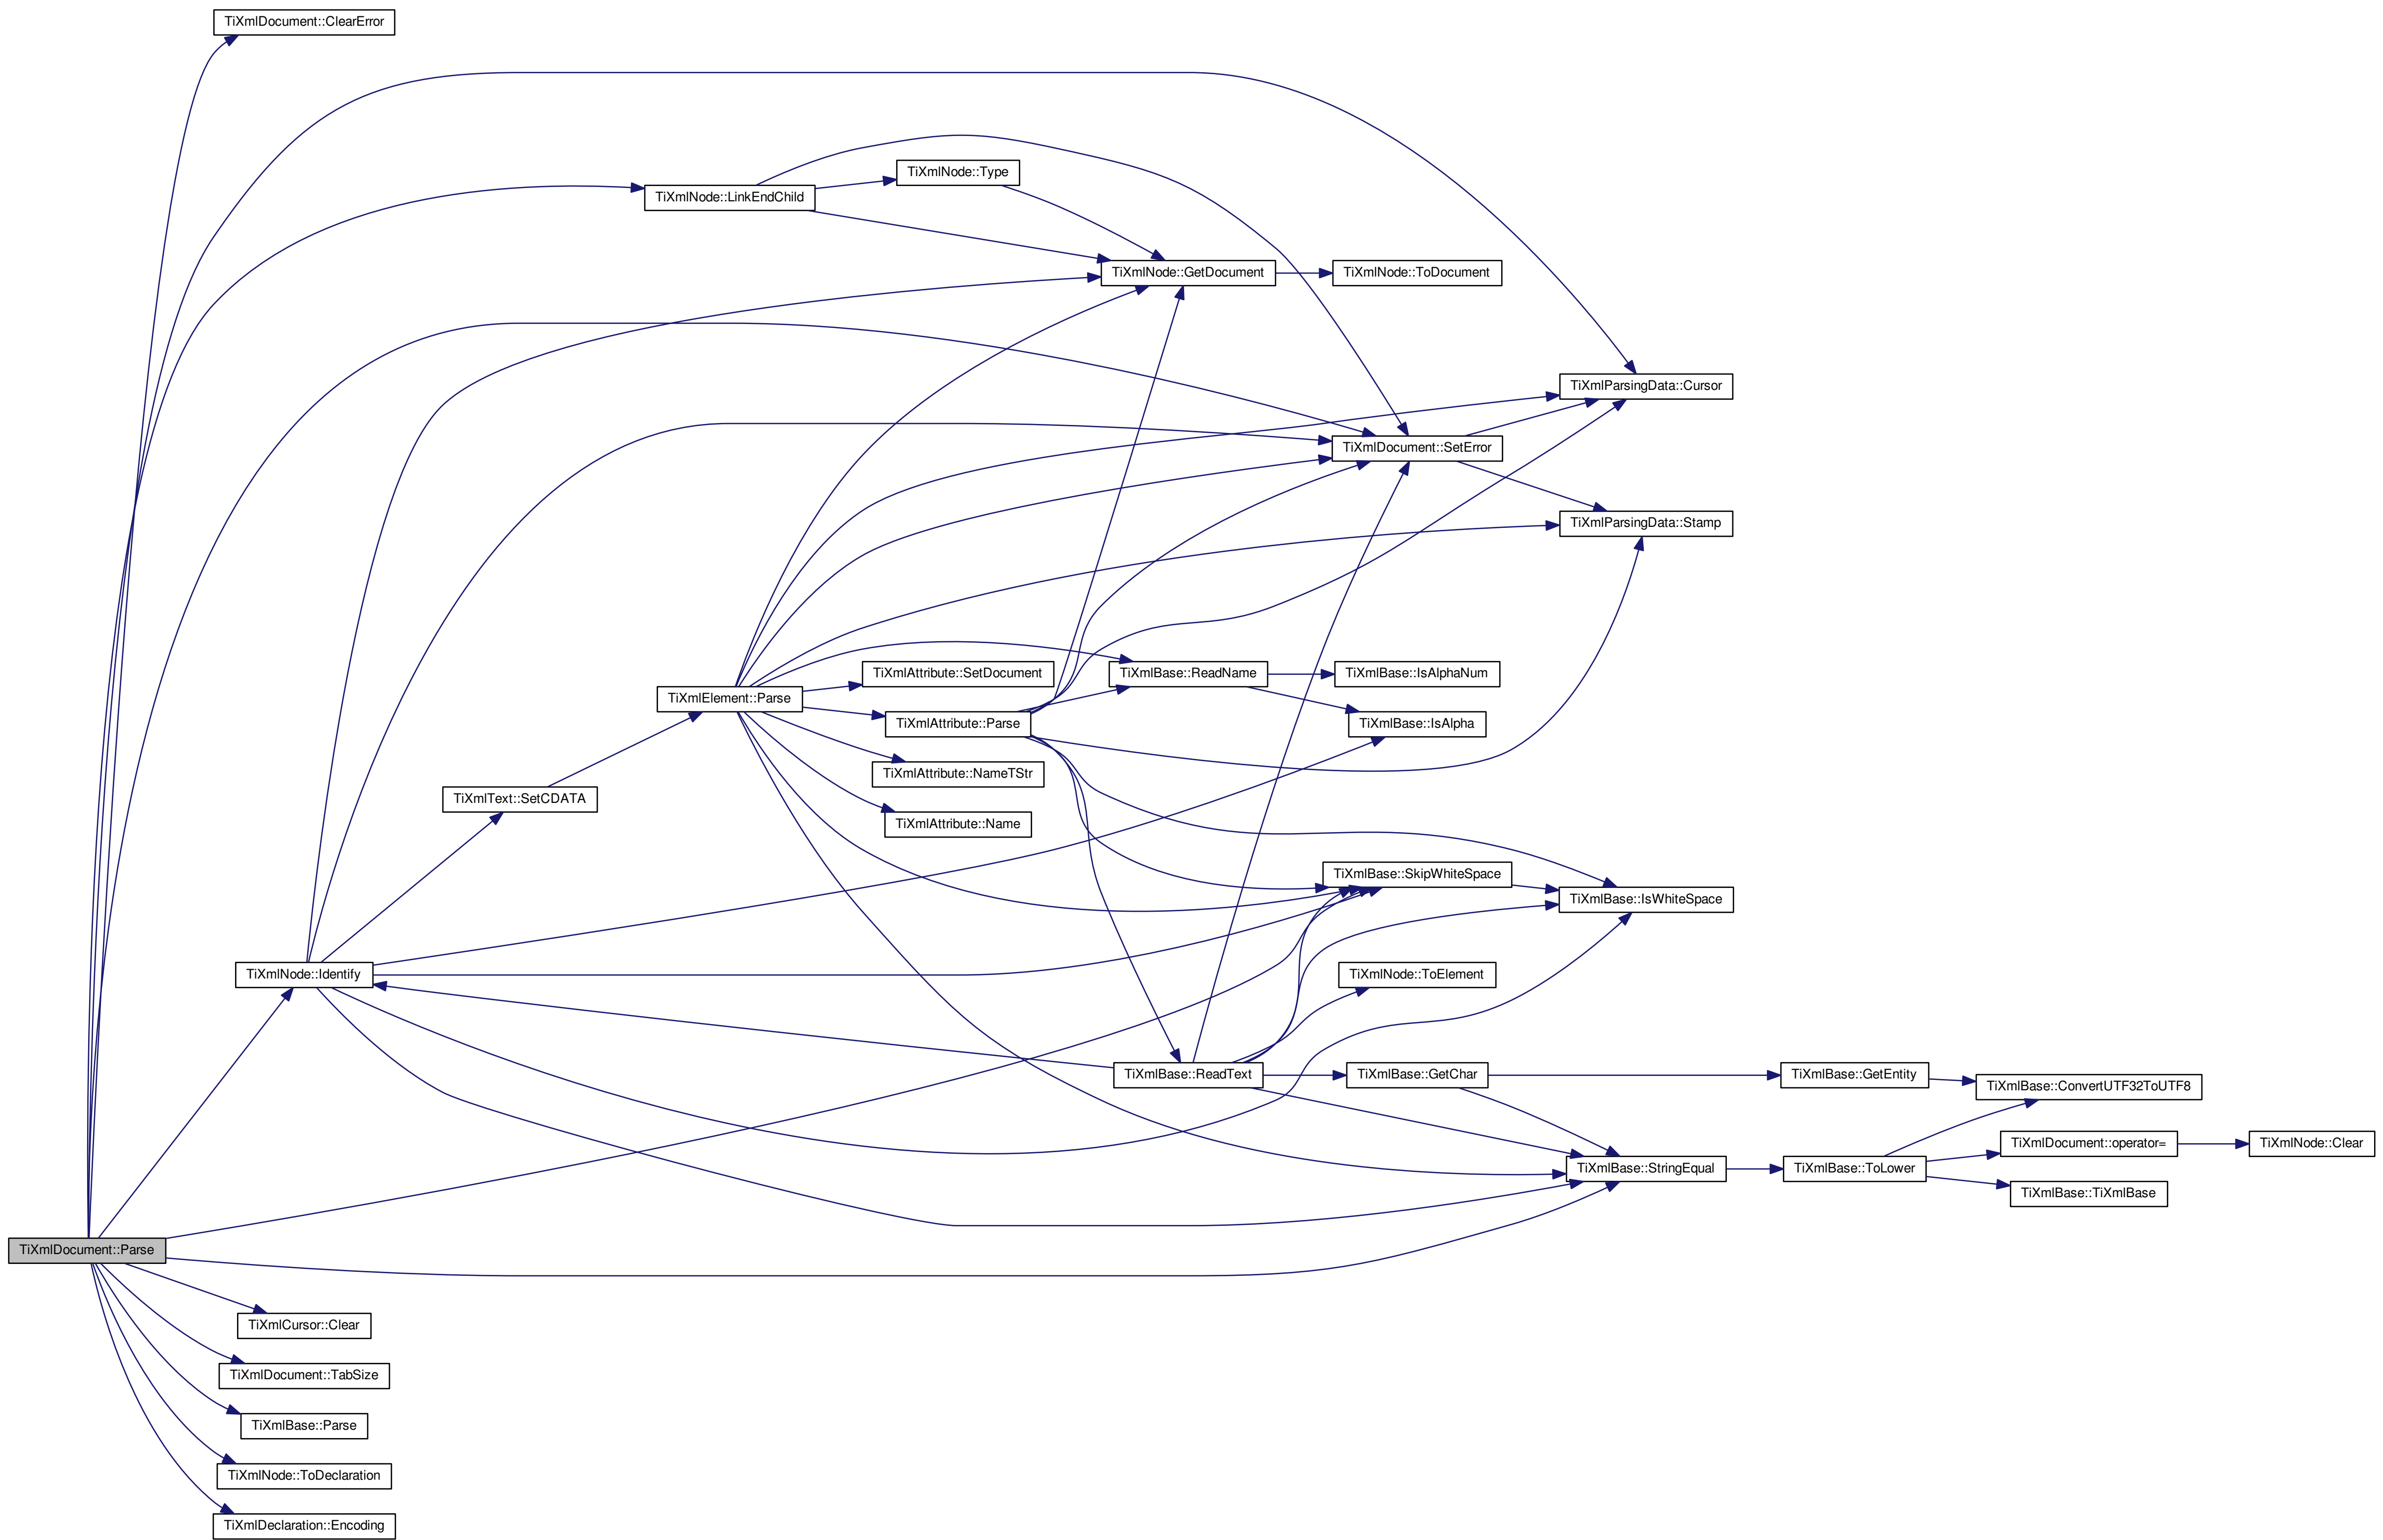 TiXmlDocument::ClearError
TiXmlNode::Type
TiXmlNode::LinkEndChild
TiXmlNode::GetDocument
TiXmlNode::ToDocument
TiXmlParsingData::Cursor
TiXmlDocument::SetError
TiXmlParsingData::Stamp
TiXmlAttribute::SetDocument
TiXmlBase::ReadName
TiXmlBase::IsAlphaNum
TiXmlElement::Parse
TiXmlAttribute::Parse
TiXmlBase::IsAlpha
TiXmlAttribute::NameTStr
TiXmlText::SetCDATA
TiXmlAttribute::Name
TiXmlBase::SkipWhiteSpace
TiXmlBase::IsWhiteSpace
TiXmlNode::Identify
TiXmlNode::ToElement
TiXmlBase::ReadText
TiXmlBase::GetChar
TiXmlBase::GetEntity
TiXmlBase::ConvertUTF32ToUTF8
TiXmlDocument::operator=
TiXmlNode::Clear
TiXmlBase::StringEqual
TiXmlBase::ToLower
TiXmlBase::TiXmlBase
TiXmlDocument::Parse
TiXmlCursor::Clear
TiXmlDocument::TabSize
TiXmlBase::Parse
TiXmlNode::ToDeclaration
TiXmlDeclaration::Encoding